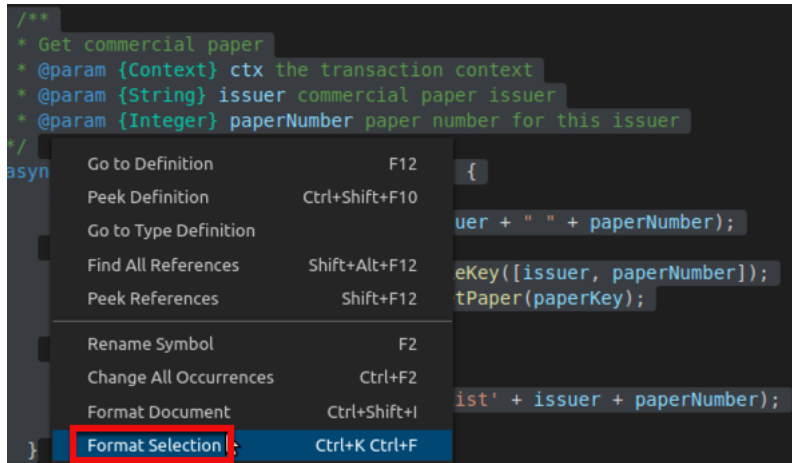 /**
* Get commercial paper
* @param {Context} ctx the transaction context
* @param {String} issuer commercial paper issuer
* @param {Integer} paperNumber paper number for this issuer
*/
asyn {
uer + " " + paperNumber);
eKey([issuer, paperNumber]);
tPaper(paperKey);
ist' + issuer + paperNumber);
}
Go to Definition F12
Peek Definition Ctrl+Shift+F10
Go to Type Definition
Find All References Shift+Alt+F12
Peek References Shift+F12
Rename Symbol F2
Change All Occurrences Ctrl+F2
Format Document Ctrl+Shift+I
Format Selection Ctrl+K Ctrl+F